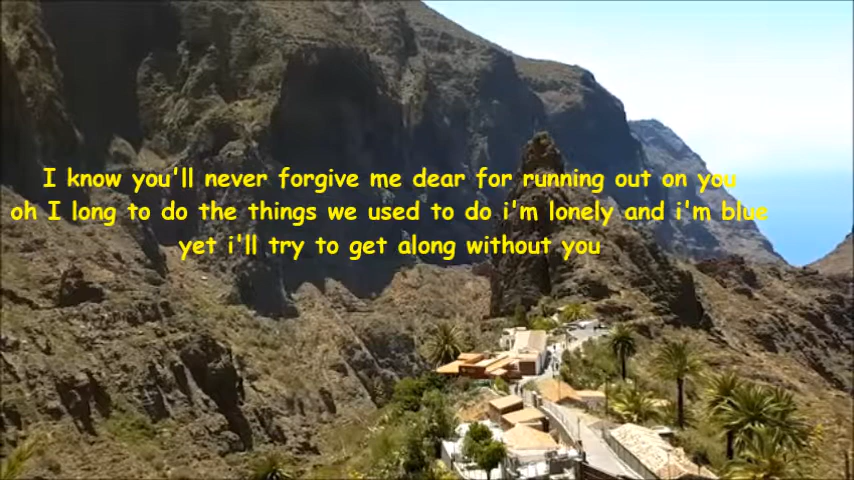 I know you'll never forgive me dear for running out on you
oh I long to do the things we used to do i'm lonely and i'm blue
yet i'll try to get along without you